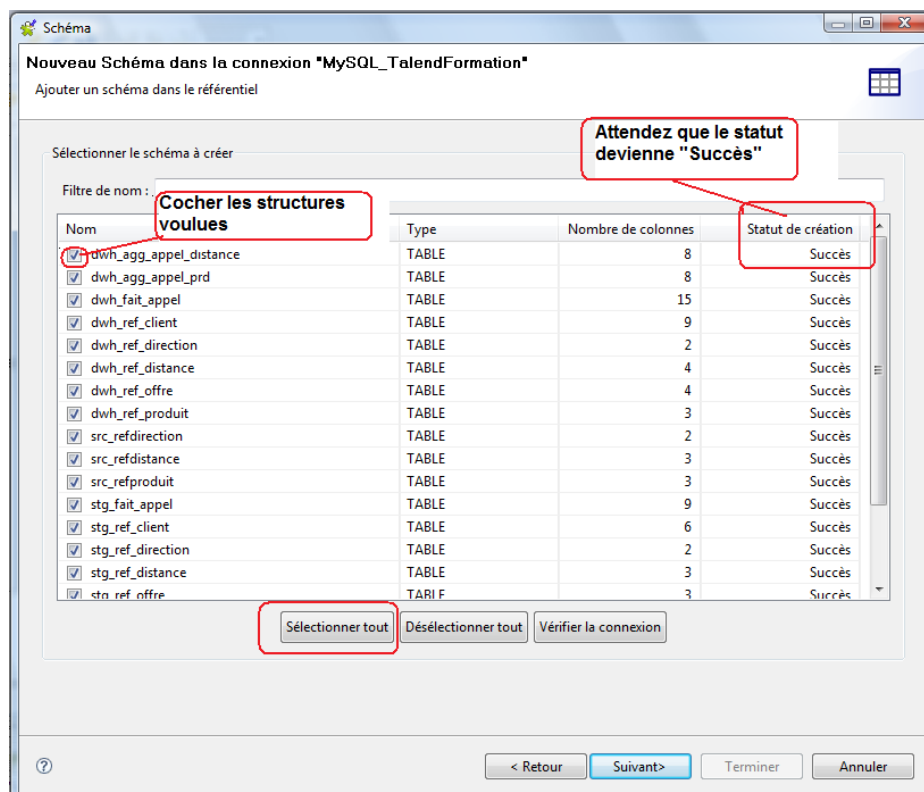 Schéma
Nouveau Schéma dans la connexion "MySQL_TalendFormation"
Ajouter un schéma dans le référentiel
Attendez que le statut
devienne "Succès"
Sélectionner le schéma à créer
Filtre de nom :
Cocher les structures
voulues
Nom Type Nombre de colonnes Statut de création
dwh_agg_appel_distance TABLE 8 Succès
dwh_agg_appel_prd TABLE 8 Succès
dwh_fait_appel TABLE 15 Succès
dwh_ref_client TABLE 9 Succès
dwh_ref_direction TABLE 2 Succès
dwh_ref_distance TABLE 4 Succès
dwh_ref_offre TABLE 4 Succès
dwh_ref_produit TABLE 3 Succès
src_refdirection TABLE 2 Succès
src_refdistance TABLE 3 Succès
src_refproduit TABLE 3 Succès
stg_fait_appel TABLE 9 Succès
stg_ref_client TABLE 6 Succès
stg_ref_direction TABLE 2 Succès
stg_ref_distance TABLE 3 Succès
stg_ref_offre TABLE 3 Succès
Sélectionner tout Désélectionner tout Vérifier la connexion
< Retour Suivant> Terminer Annuler